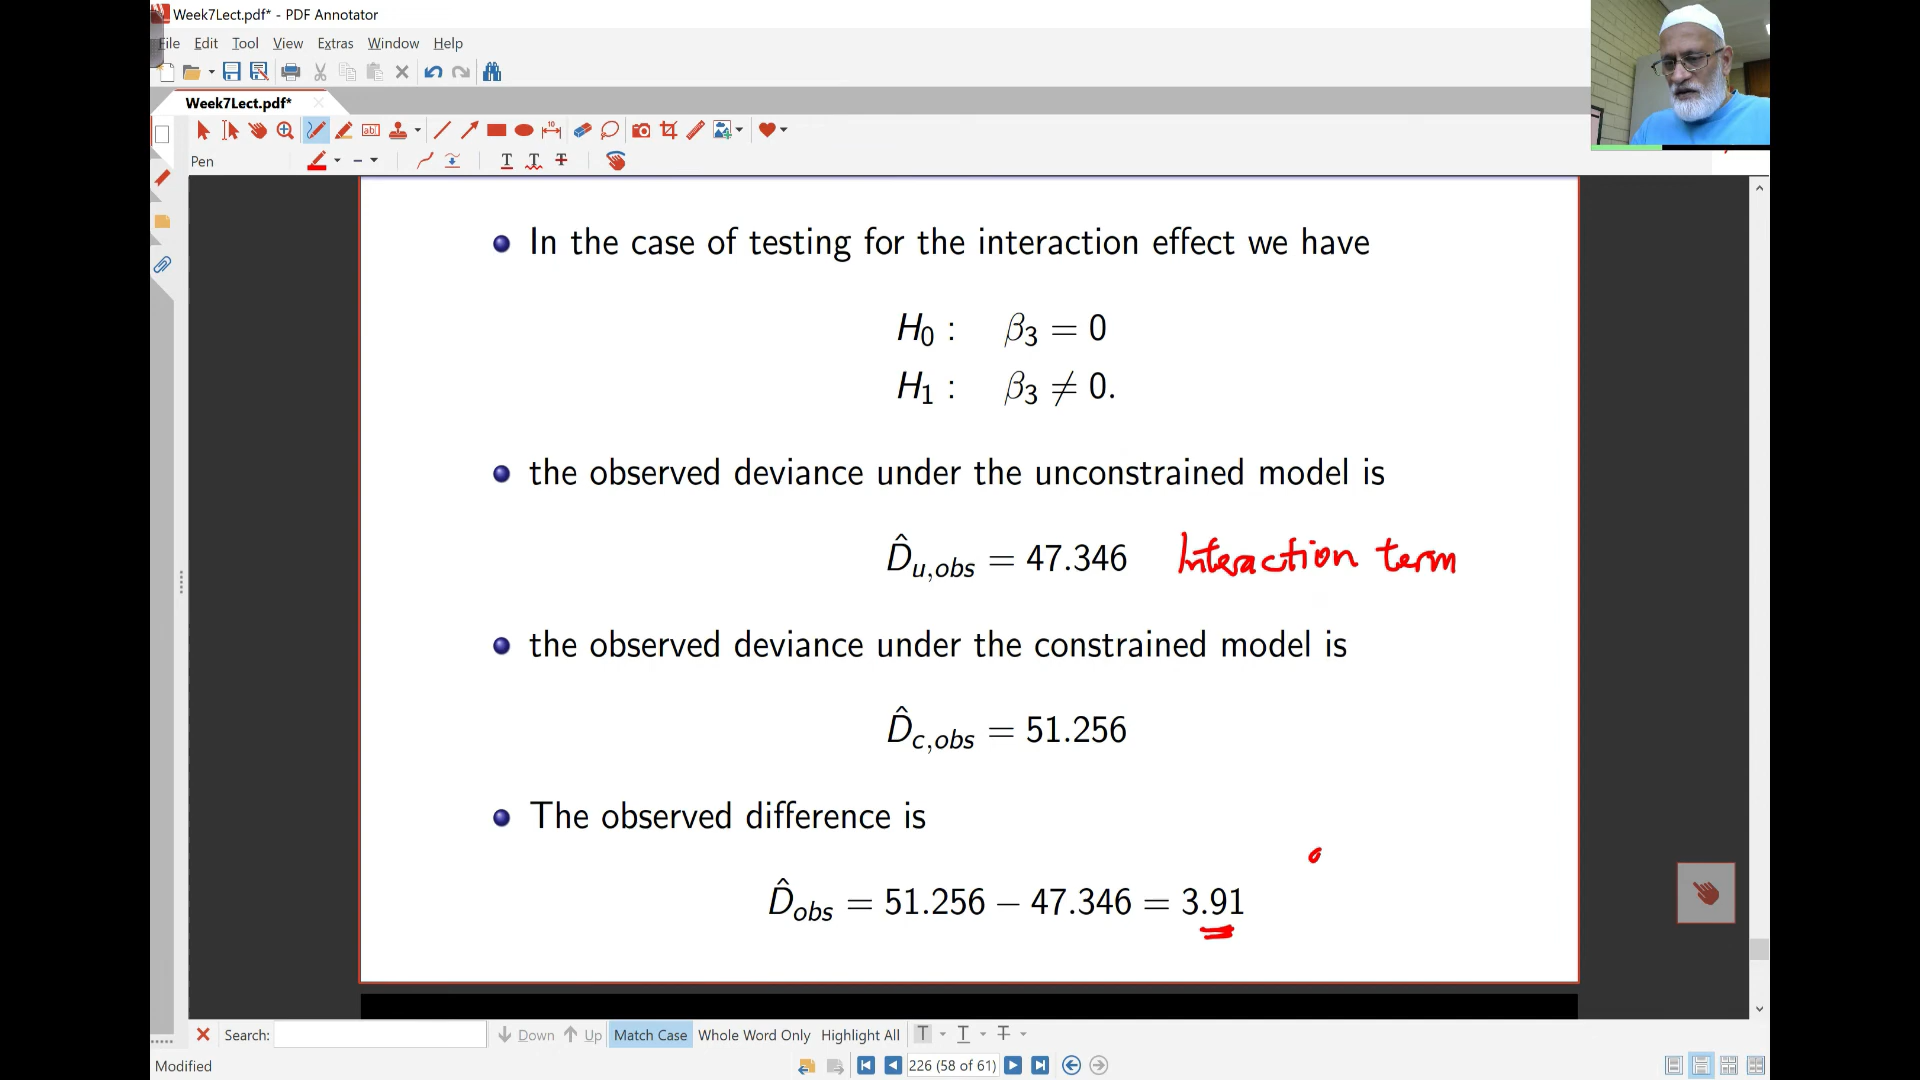 Week7Lect.pdf* - PDF Annotator
File Edit Tool View Extras Window Help
Week7Lect.pdf*
Pen
In the case of testing for the interaction effect we have
H₀ : β₃ = 0
H₁ : β₃ ≠ 0.
the observed deviance under the unconstrained model is
D̂u,obs = 47.346 Interaction term
the observed deviance under the constrained model is
D̂c,obs = 51.256
The observed difference is
D̂obs = 51.256 − 47.346 = 3.91
Search: Down Up Match Case Whole Word Only Highlight All
Modified 226 (58 of 61)